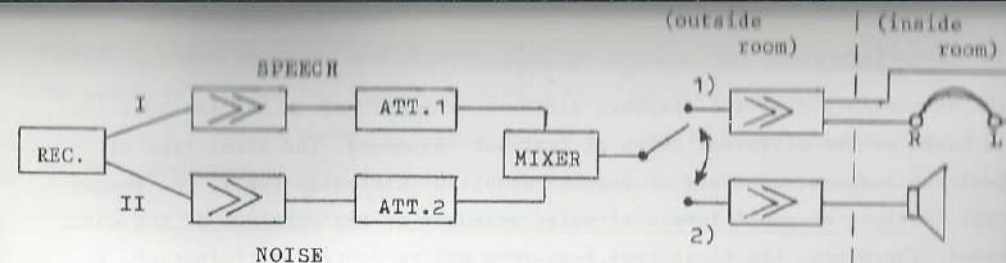 (outside
room)
(inside
room)
SPEECH
I
ATT.1
1)
REC.
MIXER
R
L
II
ATT.2
2)
NOISE